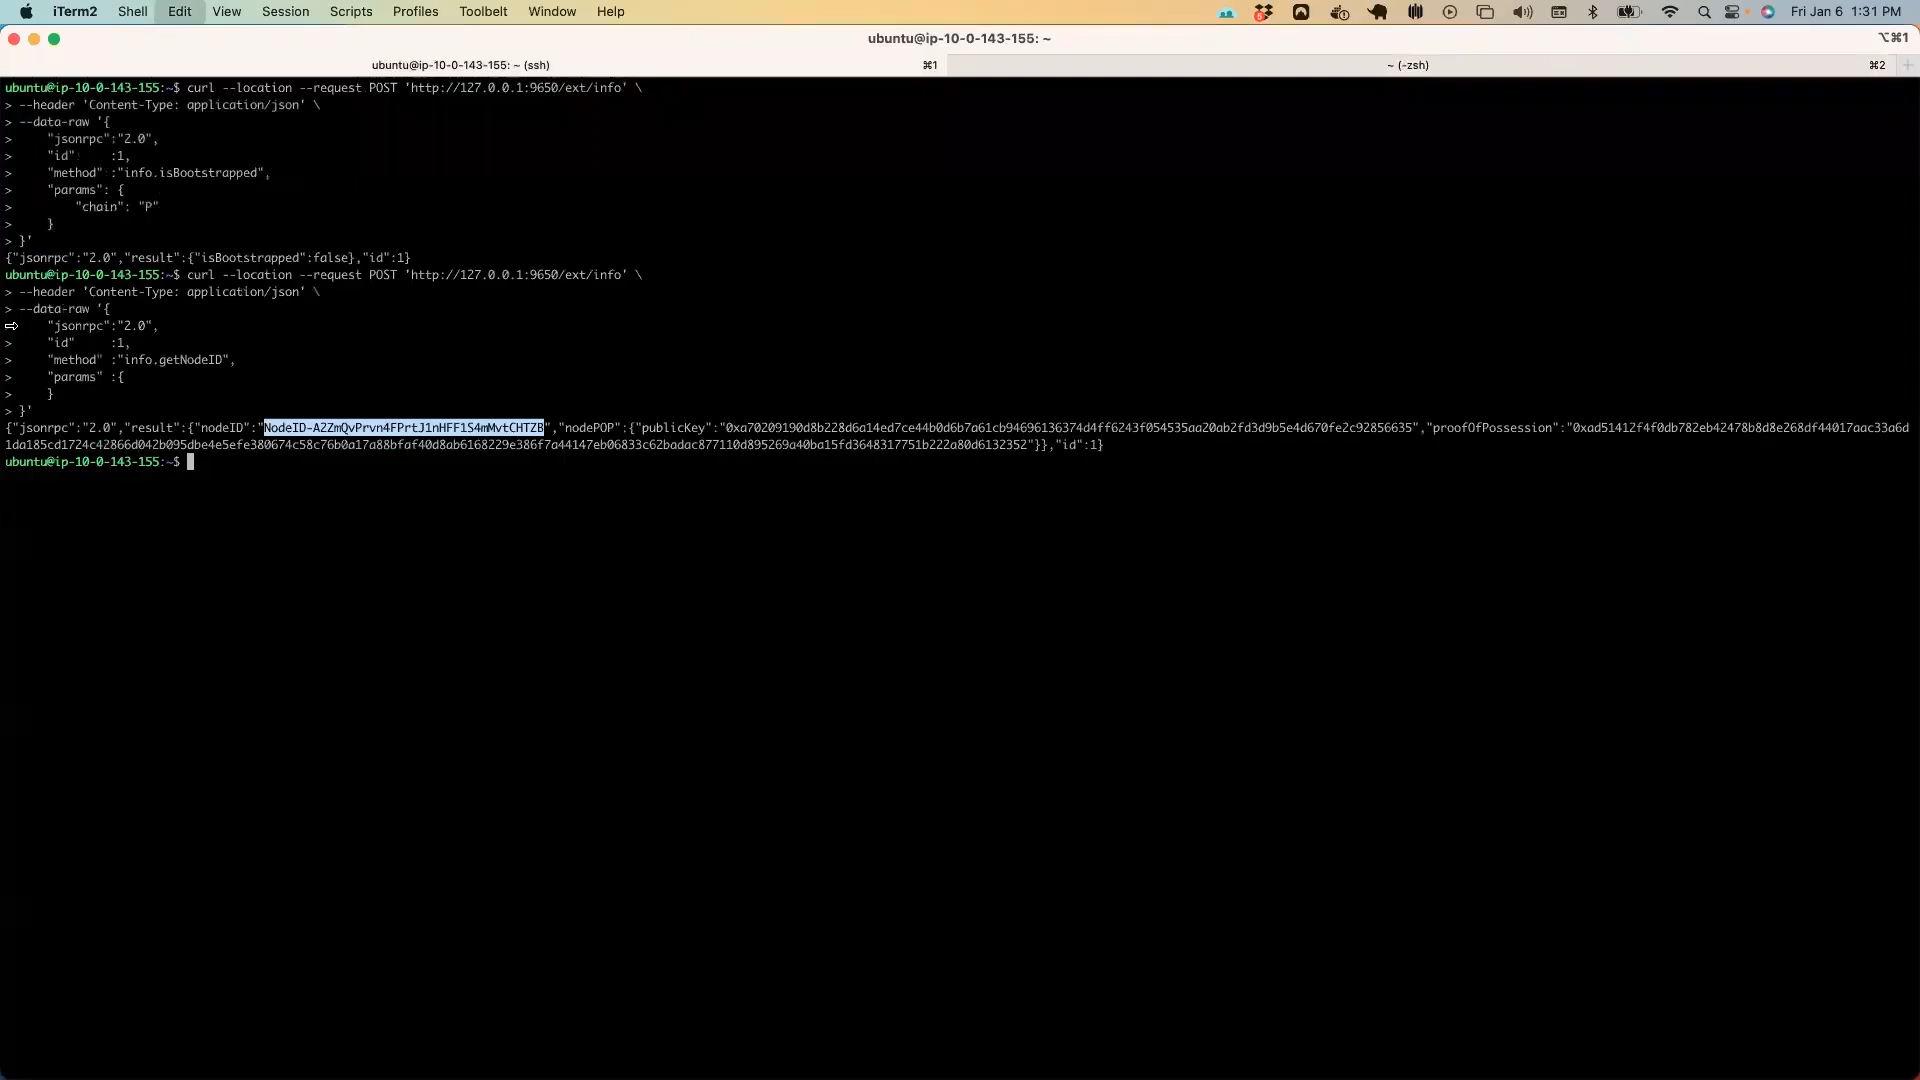 iTerm2 Shell Edit View Session Scripts Profiles Toolbelt Window Help Fri Jan 6 1:31 PM
ubuntu@ip-10-0-143-155: ~ ⌥⌘1
ubuntu@ip-10-0-143-155: ~ (ssh) ⌘1 ~ (-zsh) ⌘2
ubuntu@ip-10-0-143-155:~$ curl --location --request POST 'http://127.0.0.1:9650/ext/info' \
> --header 'Content-Type: application/json' \
> --data-raw '{
>     "jsonrpc":"2.0",
>     "id"     :1,
>     "method" :"info.isBootstrapped",
>     "params": {
>         "chain": "P"
>     }
> }'
{"jsonrpc":"2.0","result":{"isBootstrapped":false},"id":1}
ubuntu@ip-10-0-143-155:~$ curl --location --request POST 'http://127.0.0.1:9650/ext/info' \
> --header 'Content-Type: application/json' \
> --data-raw '{
     "jsonrpc":"2.0",
>     "id"     :1,
>     "method" :"info.getNodeID",
>     "params" :{
>     }
> }'
{"jsonrpc":"2.0","result":{"nodeID":"NodeID-A2ZmQvPrvn4FPrtJ1nHFF1S4mMvtCHTZB","nodePOP":{"publicKey":"0xa70209190d8b228d6a14ed7ce44b0d6b7a61cb94696136374d4ff6243f054535aa20ab2fd3d9b5e4d670fe2c92856635","proofOfPossession":"0xad51412f4f0db782eb42478b8d8e268df44017aac33a6d
1da185cd1724c42866d042b095dbe4e5efe380674c58c76b0a17a88bfaf40d8ab6168229e386f7a44147eb06833c62badac877110d895269a40ba15fd3648317751b222a80d6132352"}},"id":1}
ubuntu@ip-10-0-143-155:~$